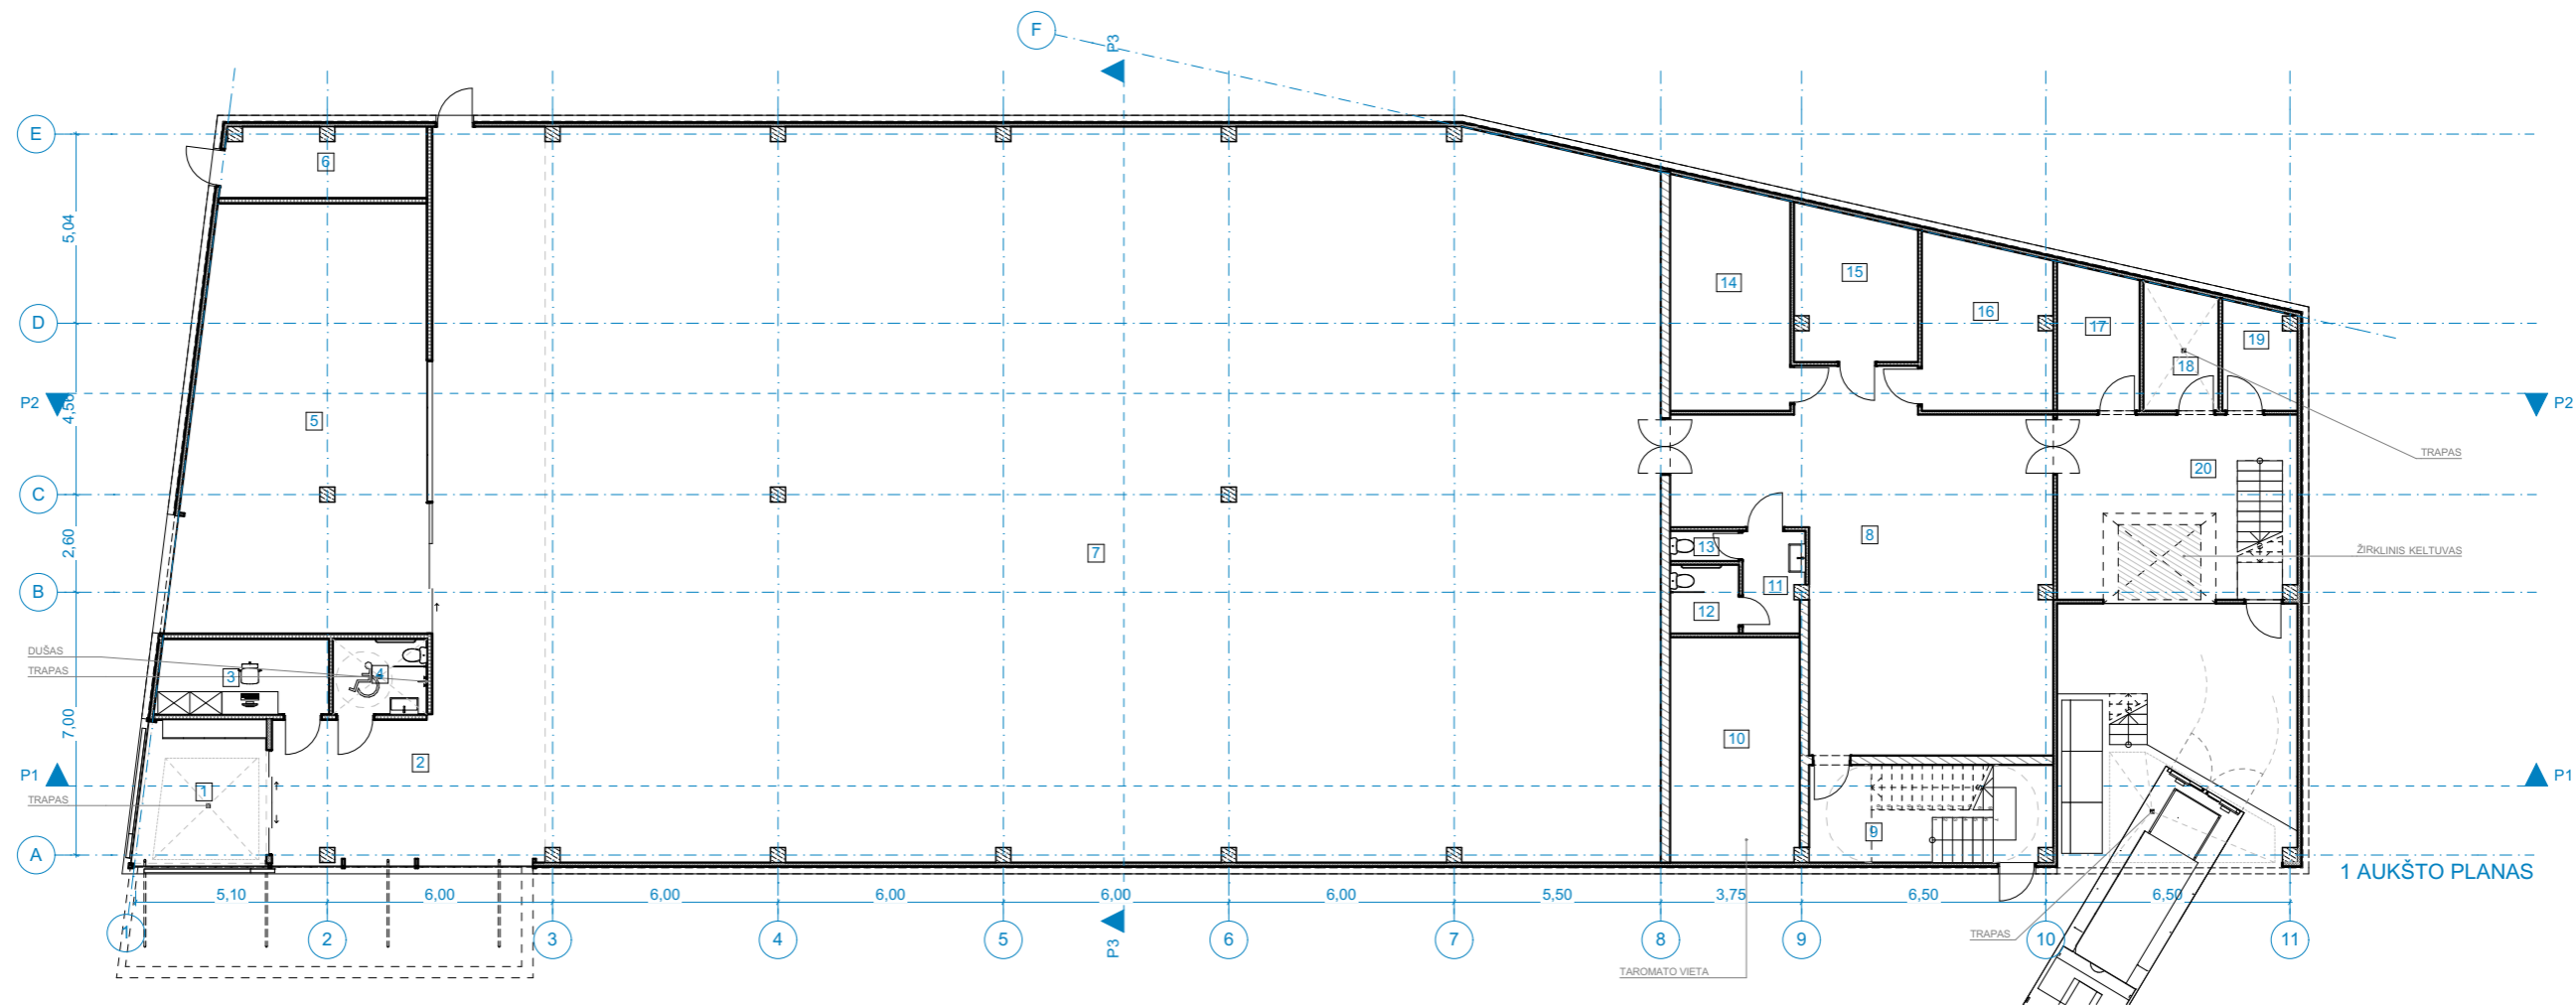 F
P3
E
6
5,04
14
15
16
17
18
19
D
P2
4,50
5
P2
TRAPAS
C
20
2,60
7
8
13
11
12
ŽIRKLINIS KELTUVAS
B
DUŠAS
TRAPAS
3
4
7,00
10
2
P1
1
TRAPAS
P1
9
A
1 AUKŠTO PLANAS
5,10
6,00
6,00
6,00
6,00
6,00
5,50
3,75
6,50
6,50
1
2
3
4
5
P3
6
7
8
9
TRAPAS
10
11
TAROMATO VIETA